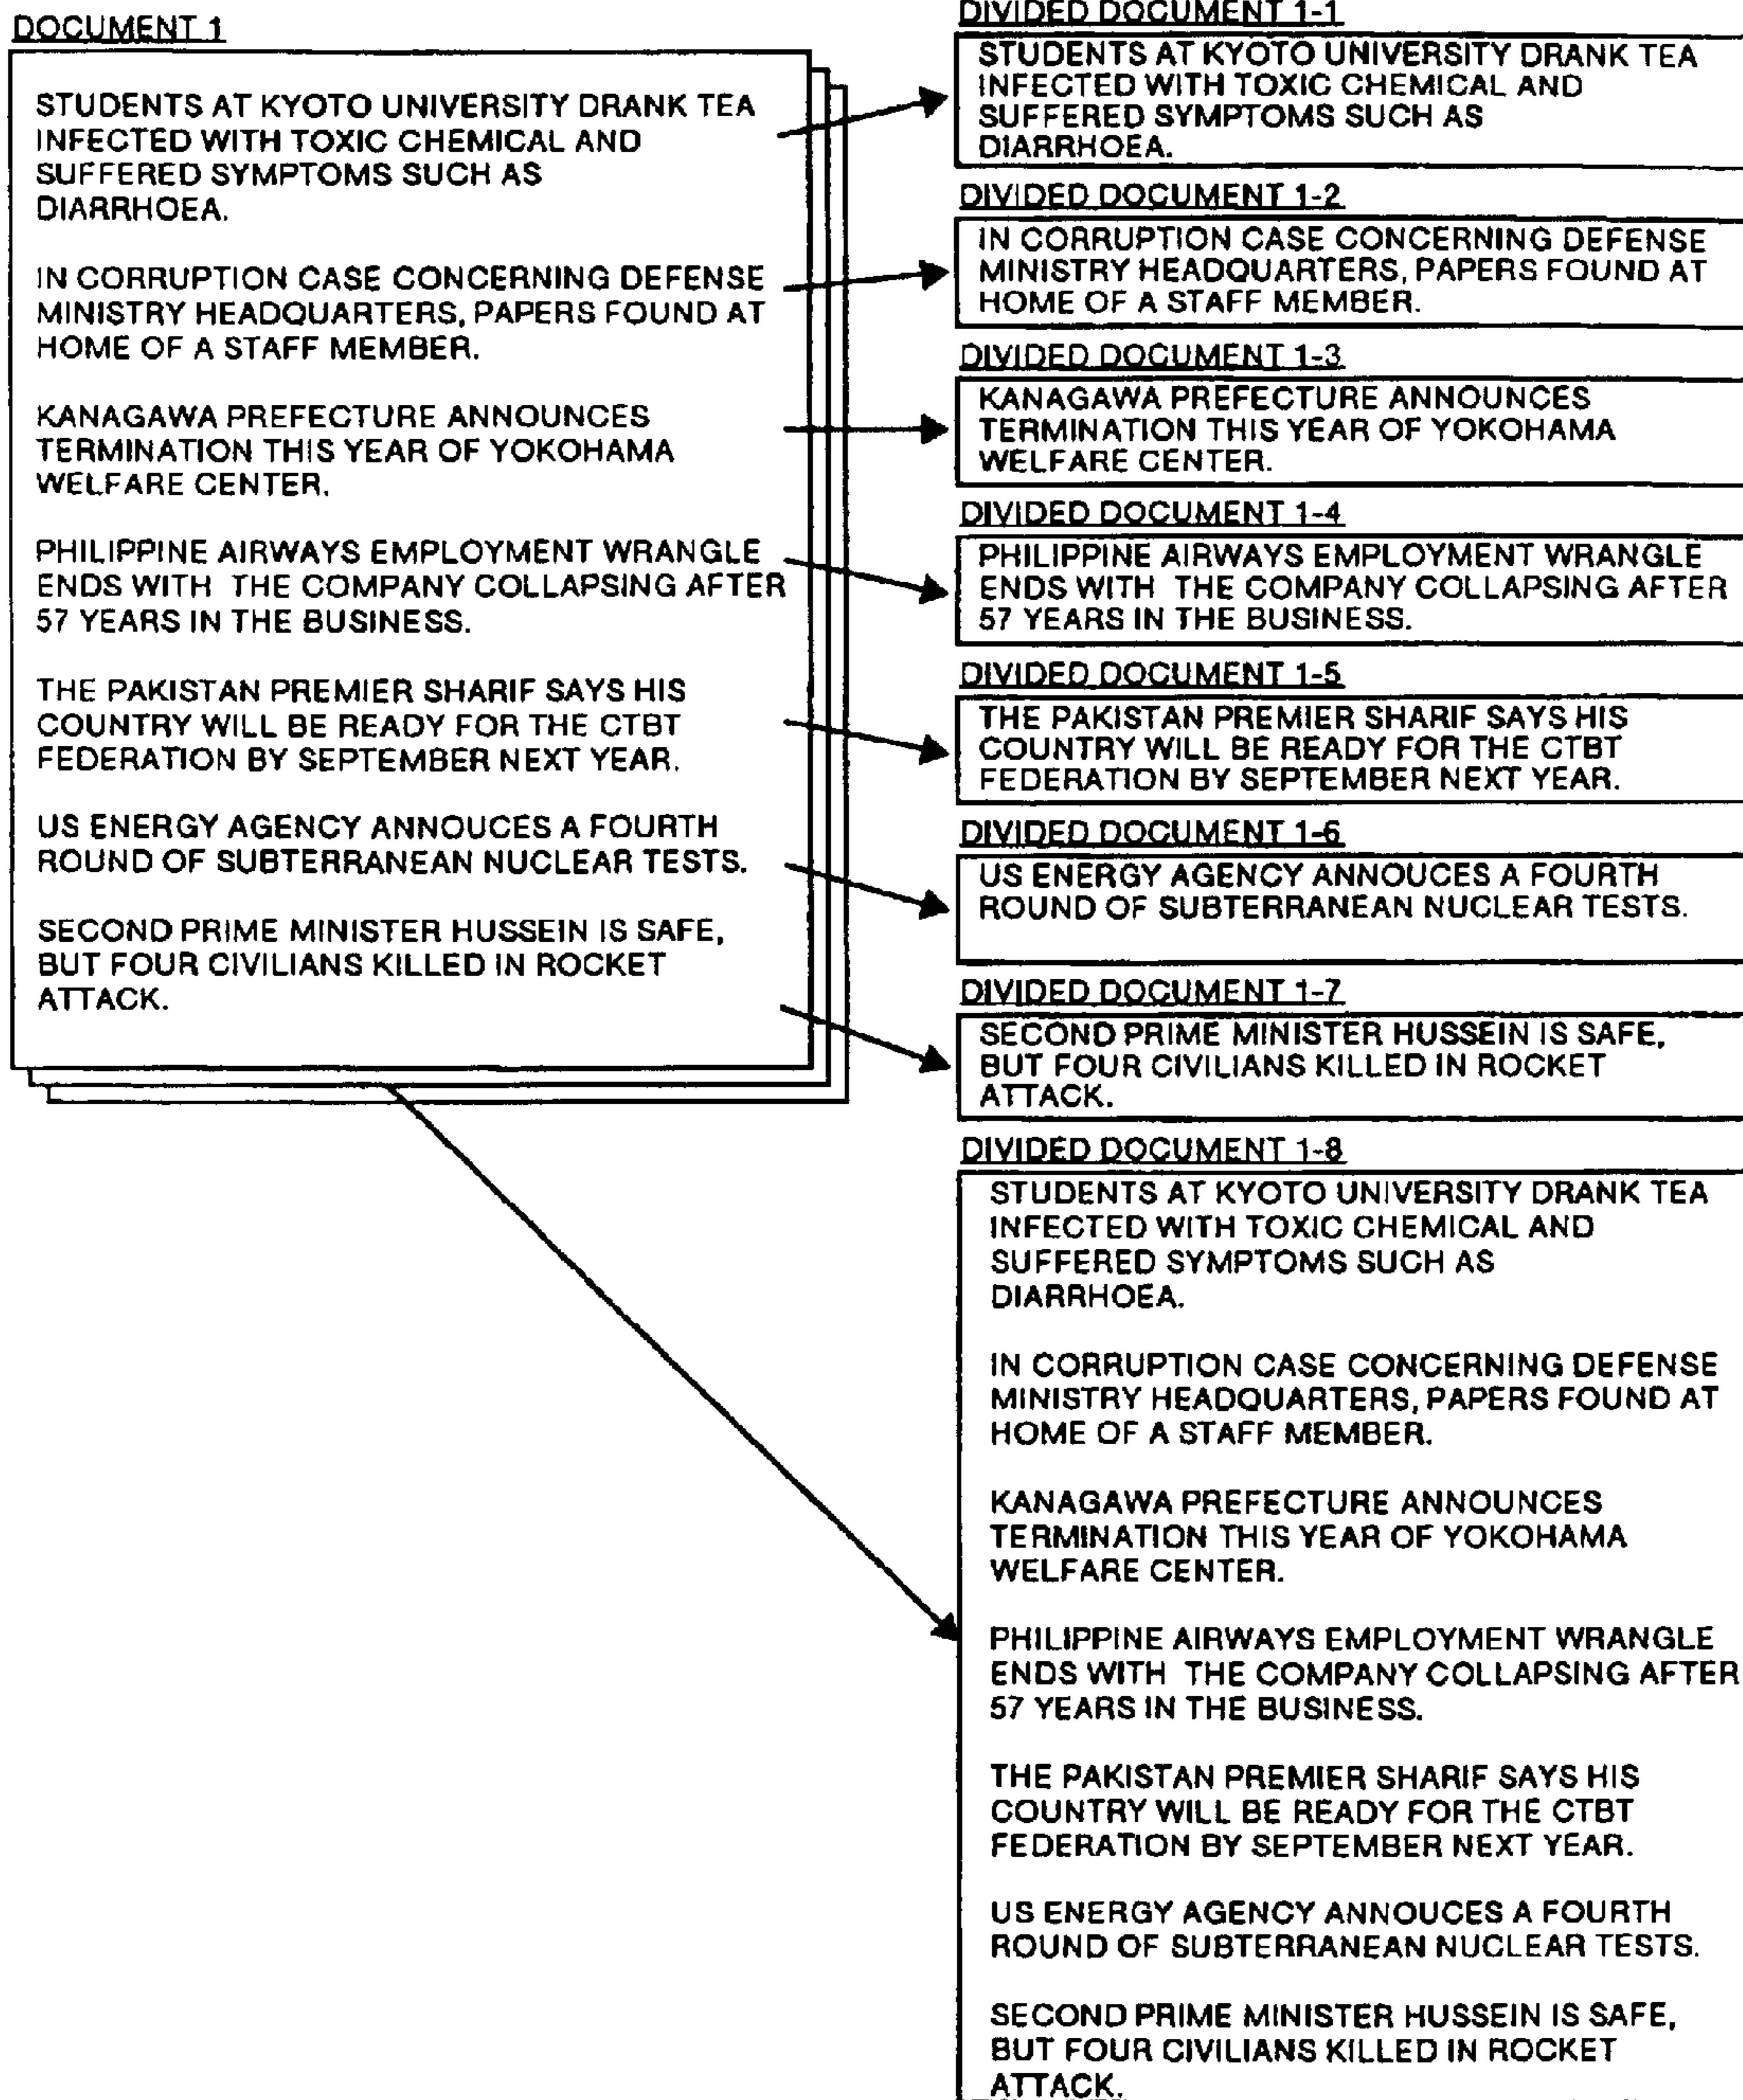 DOCUMENT 1
STUDENTS AT KYOTO UNIVERSITY DRANK TEA
INFECTED WITH TOXIC CHEMICAL AND
SUFFERED SYMPTOMS SUCH AS
DIARRHOEA.
IN CORRUPTION CASE CONCERNING DEFENSE
MINISTRY HEADQUARTERS, PAPERS FOUND AT
HOME OF A STAFF MEMBER.
KANAGAWA PREFECTURE ANNOUNCES
TERMINATION THIS YEAR OF YOKOHAMA
WELFARE CENTER.
PHILIPPINE AIRWAYS EMPLOYMENT WRANGLE
ENDS WITH THE COMPANY COLLAPSING AFTER
57 YEARS IN THE BUSINESS.
THE PAKISTAN PREMIER SHARIF SAYS HIS
COUNTRY WILL BE READY FOR THE CTBT
FEDERATION BY SEPTEMBER NEXT YEAR.
US ENERGY AGENCY ANNOUCES A FOURTH
ROUND OF SUBTERRANEAN NUCLEAR TESTS.
SECOND PRIME MINISTER HUSSEIN IS SAFE,
BUT FOUR CIVILIANS KILLED IN ROCKET
ATTACK.
DIVIDED DOCUMENT 1-1
STUDENTS AT KYOTO UNIVERSITY DRANK TEA
INFECTED WITH TOXIC CHEMICAL AND
SUFFERED SYMPTOMS SUCH AS
DIARRHOEA.
DIVIDED DOCUMENT 1-2
IN CORRUPTION CASE CONCERNING DEFENSE
MINISTRY HEADQUARTERS, PAPERS FOUND AT
HOME OF A STAFF MEMBER.
DIVIDED DOCUMENT 1-3
KANAGAWA PREFECTURE ANNOUNCES
TERMINATION THIS YEAR OF YOKOHAMA
WELFARE CENTER.
DIVIDED DOCUMENT 1-4
PHILIPPINE AIRWAYS EMPLOYMENT WRANGLE
ENDS WITH THE COMPANY COLLAPSING AFTER
57 YEARS IN THE BUSINESS.
DIVIDED DOCUMENT 1-5
THE PAKISTAN PREMIER SHARIF SAYS HIS
COUNTRY WILL BE READY FOR THE CTBT
FEDERATION BY SEPTEMBER NEXT YEAR.
DIVIDED DOCUMENT 1-6
US ENERGY AGENCY ANNOUCES A FOURTH
ROUND OF SUBTERRANEAN NUCLEAR TESTS.
DIVIDED DOCUMENT 1-7
SECOND PRIME MINISTER HUSSEIN IS SAFE,
BUT FOUR CIVILIANS KILLED IN ROCKET
ATTACK.
DIVIDED DOCUMENT 1-8
STUDENTS AT KYOTO UNIVERSITY DRANK TEA
INFECTED WITH TOXIC CHEMICAL AND
SUFFERED SYMPTOMS SUCH AS
DIARRHOEA.
IN CORRUPTION CASE CONCERNING DEFENSE
MINISTRY HEADQUARTERS, PAPERS FOUND AT
HOME OF A STAFF MEMBER.
KANAGAWA PREFECTURE ANNOUNCES
TERMINATION THIS YEAR OF YOKOHAMA
WELFARE CENTER.
PHILIPPINE AIRWAYS EMPLOYMENT WRANGLE
ENDS WITH THE COMPANY COLLAPSING AFTER
57 YEARS IN THE BUSINESS.
THE PAKISTAN PREMIER SHARIF SAYS HIS
COUNTRY WILL BE READY FOR THE CTBT
FEDERATION BY SEPTEMBER NEXT YEAR.
US ENERGY AGENCY ANNOUCES A FOURTH
ROUND OF SUBTERRANEAN NUCLEAR TESTS.
SECOND PRIME MINISTER HUSSEIN IS SAFE,
BUT FOUR CIVILIANS KILLED IN ROCKET
ATTACK.